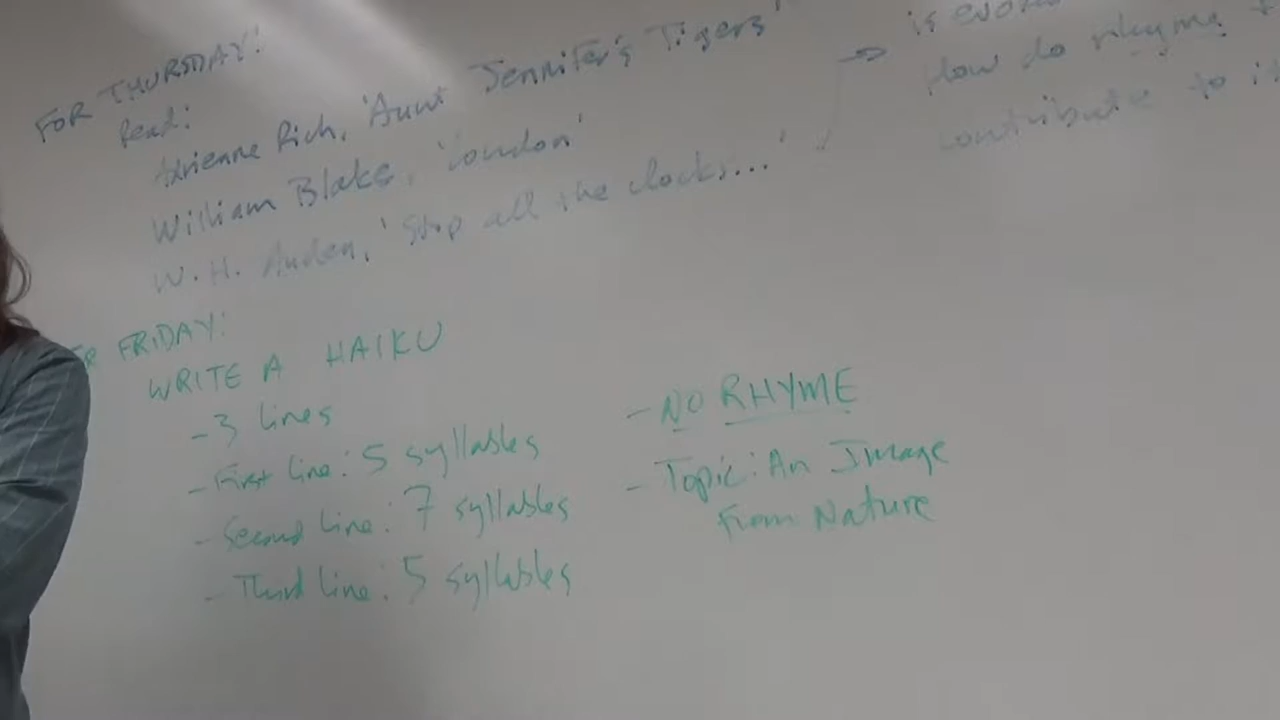 FOR THURSDAY:
Read:
Adrienne Rich, 'Aunt Jennifer's Tigers'
William Blake, 'London'
W. H. Auden, 'Stop all the clocks...'
is
How do rhyme
contribute to
FRIDAY:
WRITE A HAIKU
- 3 lines
- First line: 5 syllables
- Second line: 7 syllables
- Third line: 5 syllables
- NO RHYME
- Topic: An Image
From Nature